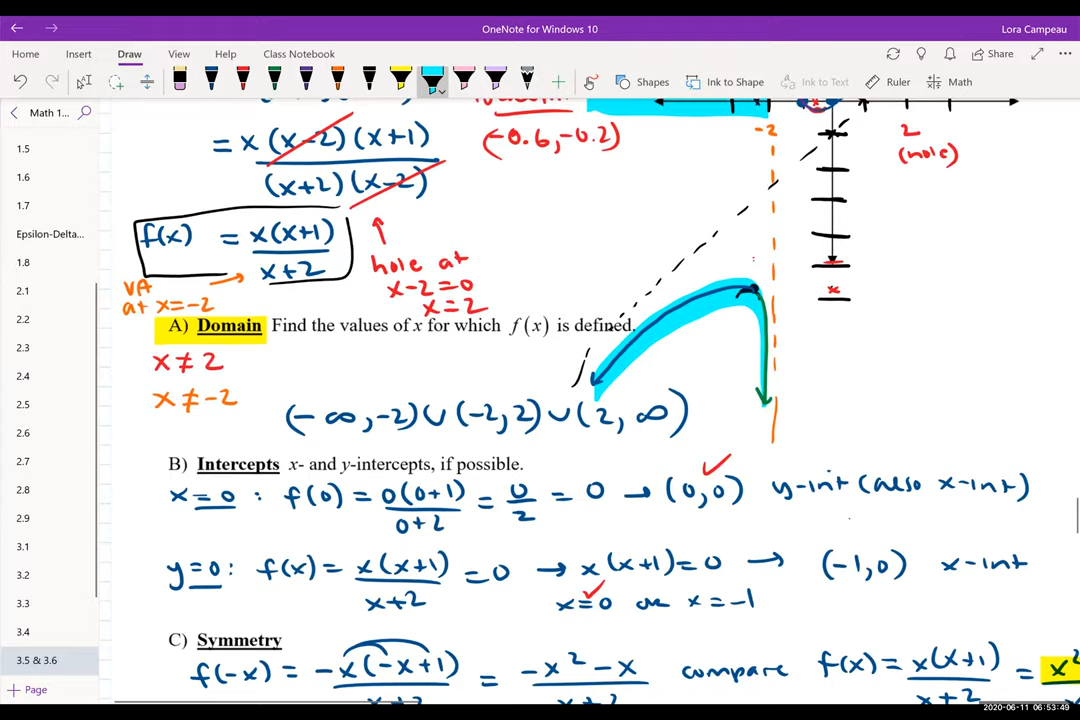 OneNote for Windows 10
Lora Campeau
Home Insert Draw View Help Class Notebook
Share
Shapes Ink to Shape Ink to Text Ruler Math
Math 1...
1.5
1.6
1.7
Epsilon-Delta...
1.8
2.1
2.2
2.3
2.4
2.5
2.6
2.7
2.8
2.9
3.1
3.2
3.3
3.4
3.5 & 3.6
Page
= x(x-2)(x+1)
(x+2)(x-2)
(-0.6,-0.2)
-2
2
(hole)
f(x) = x(x+1)
x+2
hole at
x-2=0
x=2
VA
at x=-2
A) Domain Find the values of x for which f(x) is defined.
x≠2
x≠-2
(-∞,-2)∪(-2,2)∪(2,∞)
B) Intercepts x- and y-intercepts, if possible.
x=0: f(0) = 0(0+1) = 0 = 0 → (0,0) y-int (also x-int)
0+2 2
y=0: f(x) = x(x+1) = 0 → x(x+1)=0 → (-1,0) x-int
x+2 x=0 or x=-1
C) Symmetry
f(-x) = -x(-x+1) = -x²-x compare f(x) = x(x+1) = x²
x+2
2020-06-11 06:53:49